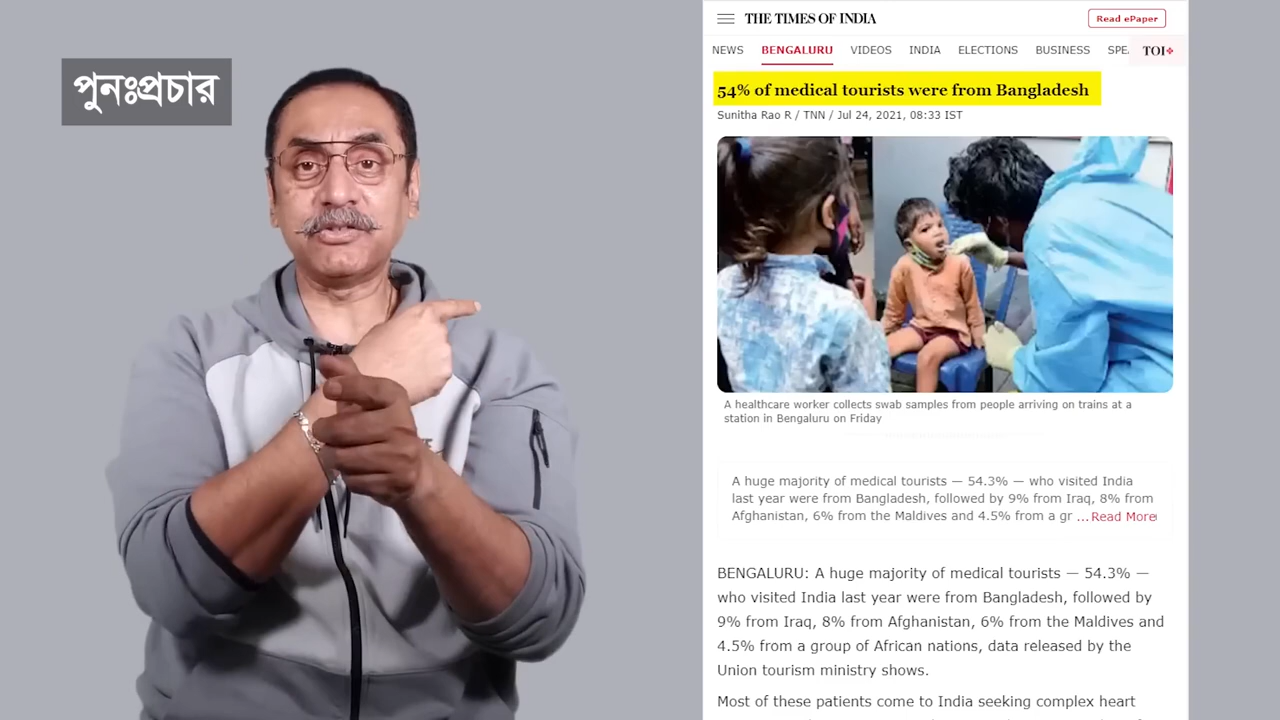 পুনঃপ্রচার
THE TIMES OF INDIA
Read ePaper
NEWS BENGALURU VIDEOS INDIA ELECTIONS BUSINESS SPE TOI
54% of medical tourists were from Bangladesh
Sunitha Rao R / TNN / Jul 24, 2021, 08:33 IST
A healthcare worker collects swab samples from people arriving on trains at a
station in Bengaluru on Friday
A huge majority of medical tourists — 54.3% — who visited India
last year were from Bangladesh, followed by 9% from Iraq, 8% from
Afghanistan, 6% from the Maldives and 4.5% from a gr ...Read More
BENGALURU: A huge majority of medical tourists — 54.3% —
who visited India last year were from Bangladesh, followed by
9% from Iraq, 8% from Afghanistan, 6% from the Maldives and
4.5% from a group of African nations, data released by the
Union tourism ministry shows.
Most of these patients come to India seeking complex heart